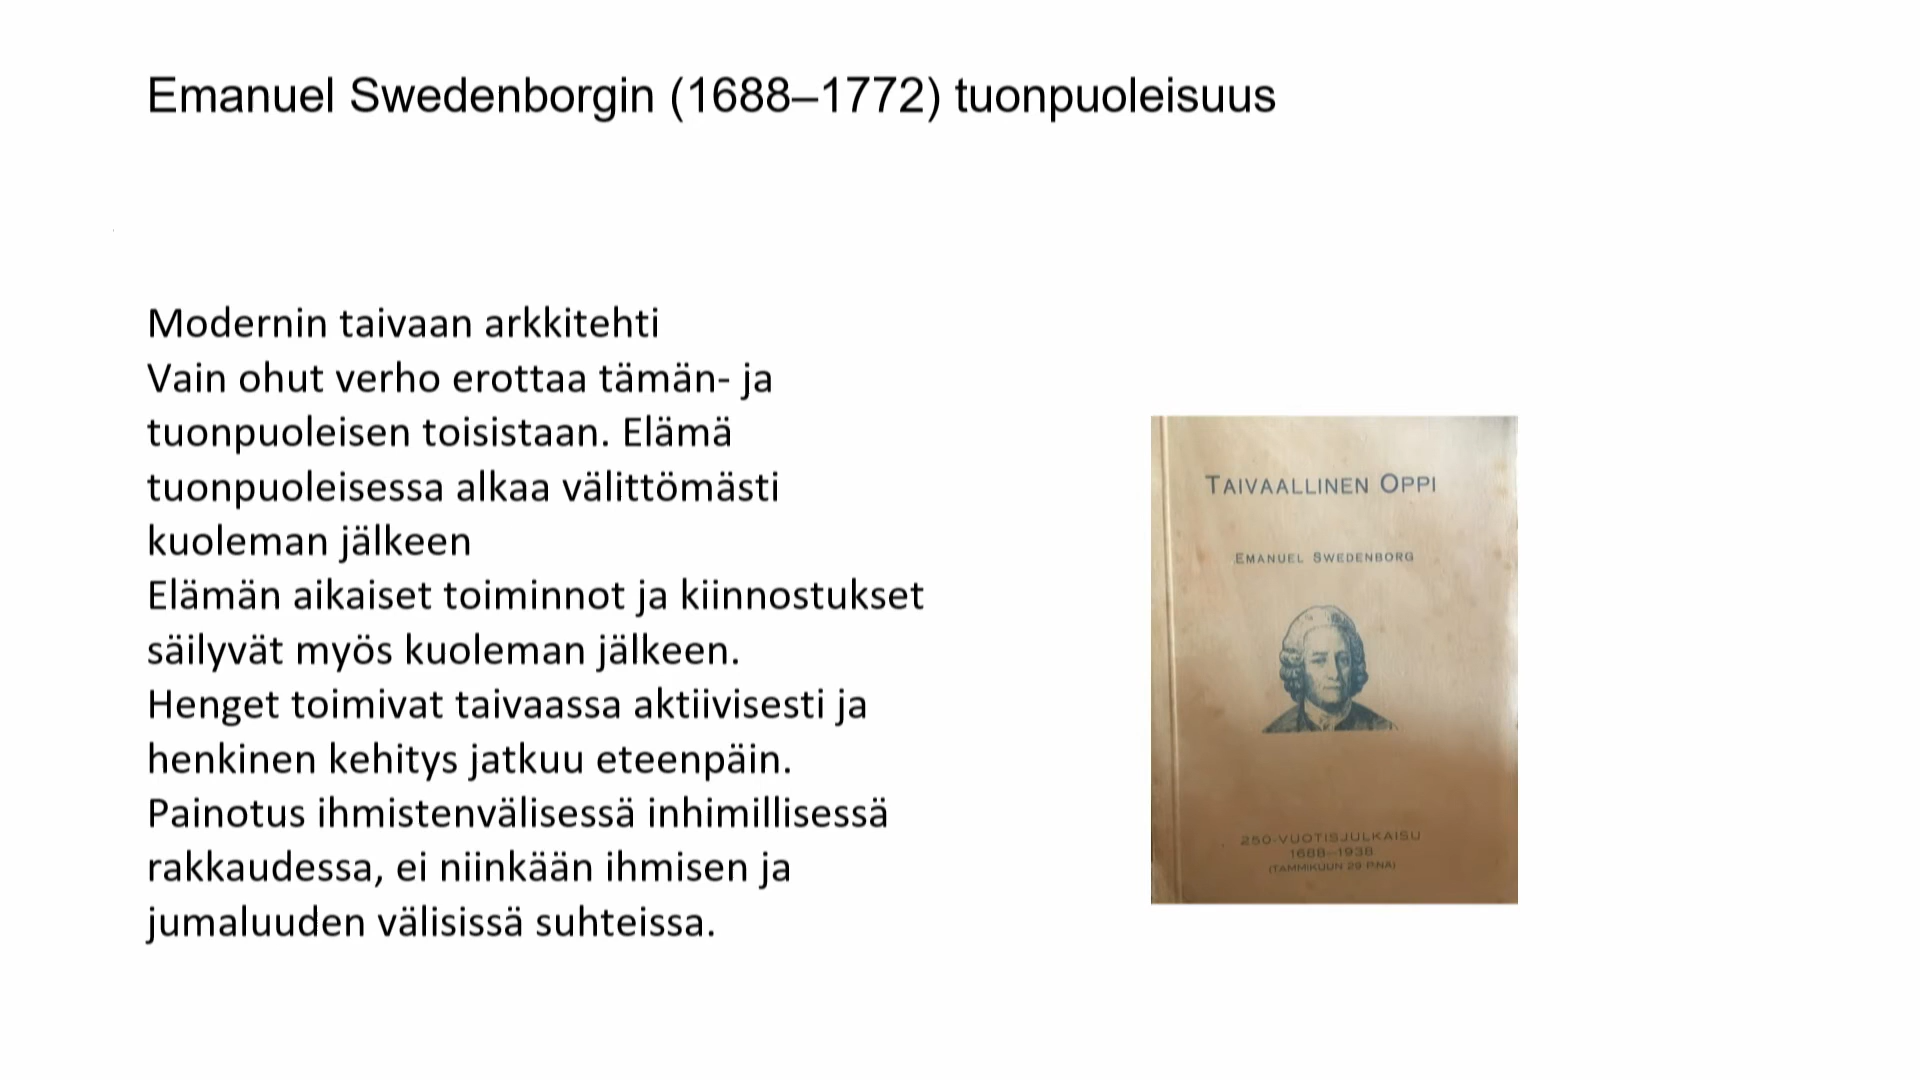 Emanuel Swedenborgin (1688–1772) tuonpuoleisuus
Modernin taivaan arkkitehti
Vain ohut verho erottaa tämän- ja
tuonpuoleisen toisistaan. Elämä
tuonpuoleisessa alkaa välittömästi
kuoleman jälkeen
Elämän aikaiset toiminnot ja kiinnostukset
säilyvät myös kuoleman jälkeen.
Henget toimivat taivaassa aktiivisesti ja
henkinen kehitys jatkuu eteenpäin.
Painotus ihmistenvälisessä inhimillisessä
rakkaudessa, ei niinkään ihmisen ja
jumaluuden välisissä suhteissa.
TAIVAALLINEN OPPI
EMANUEL SWEDENBORG
250-VUOTISJULKAISU
1688–1938
(TAMMIKUUN 29 P:NÄ)